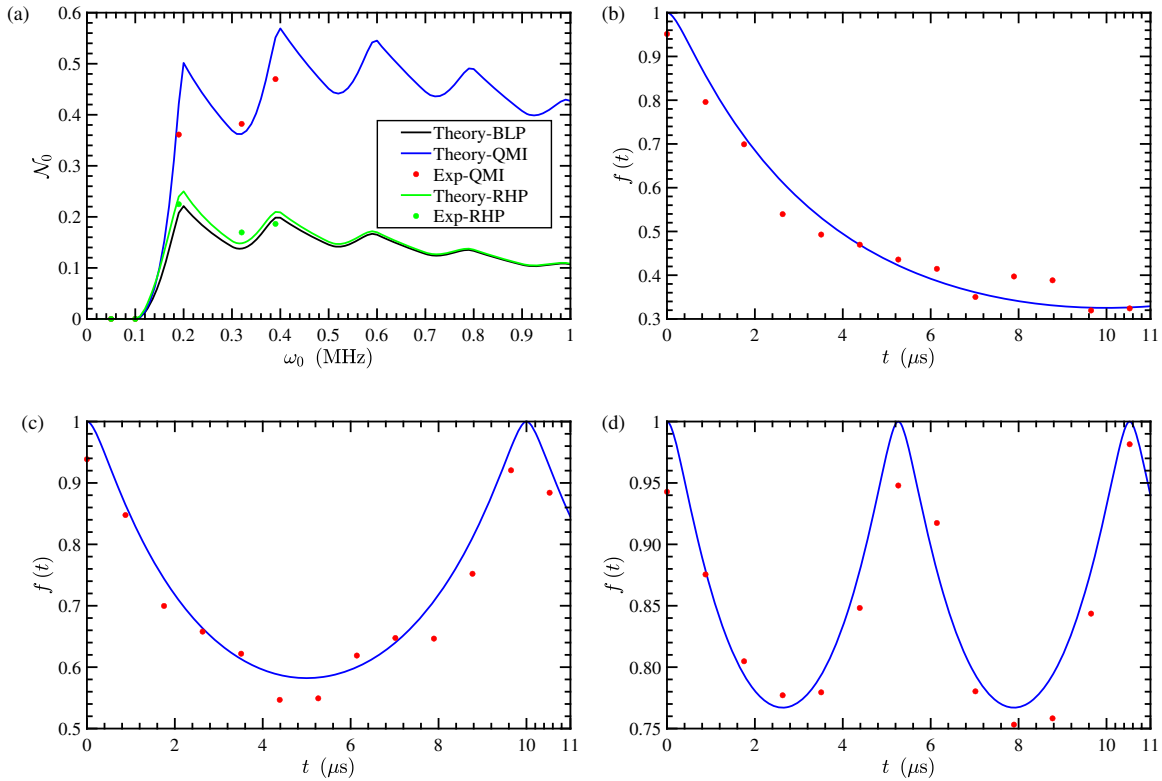 (a)
0.6
0.5
0.4
0.3
0.2
0.1
0
𝒩₀
0 0.1 0.2 0.3 0.4 0.5 0.6 0.7 0.8 0.9 1
ω₀ (MHz)
Theory-BLP
Theory-QMI
Exp-QMI
Theory-RHP
Exp-RHP
(b)
1
0.9
0.8
0.7
0.6
0.5
0.4
0.3
f (t)
0 2 4 6 8 10 11
t (μs)
(c)
1
0.9
0.8
0.7
0.6
0.5
f (t)
0 2 4 6 8 10 11
t (μs)
(d)
1
0.95
0.90
0.85
0.80
0.75
f (t)
0 2 4 6 8 10 11
t (μs)